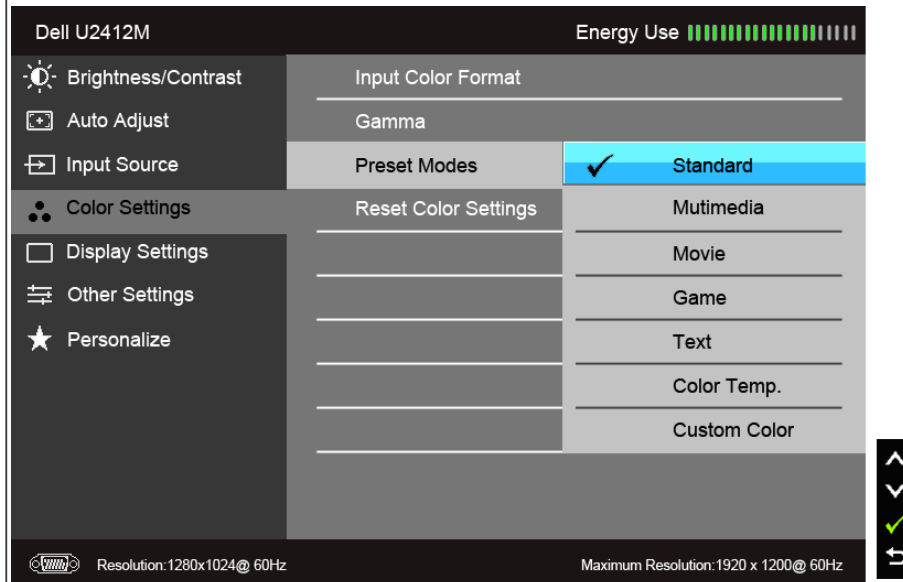 Dell U2412M Energy Use
Brightness/Contrast Input Color Format
Auto Adjust Gamma
Input Source Preset Modes Standard
Color Settings Reset Color Settings Mutimedia
Display Settings Movie
Other Settings Game
Personalize Text
Color Temp.
Custom Color
Resolution:1280x1024@ 60Hz Maximum Resolution:1920 x 1200@ 60Hz